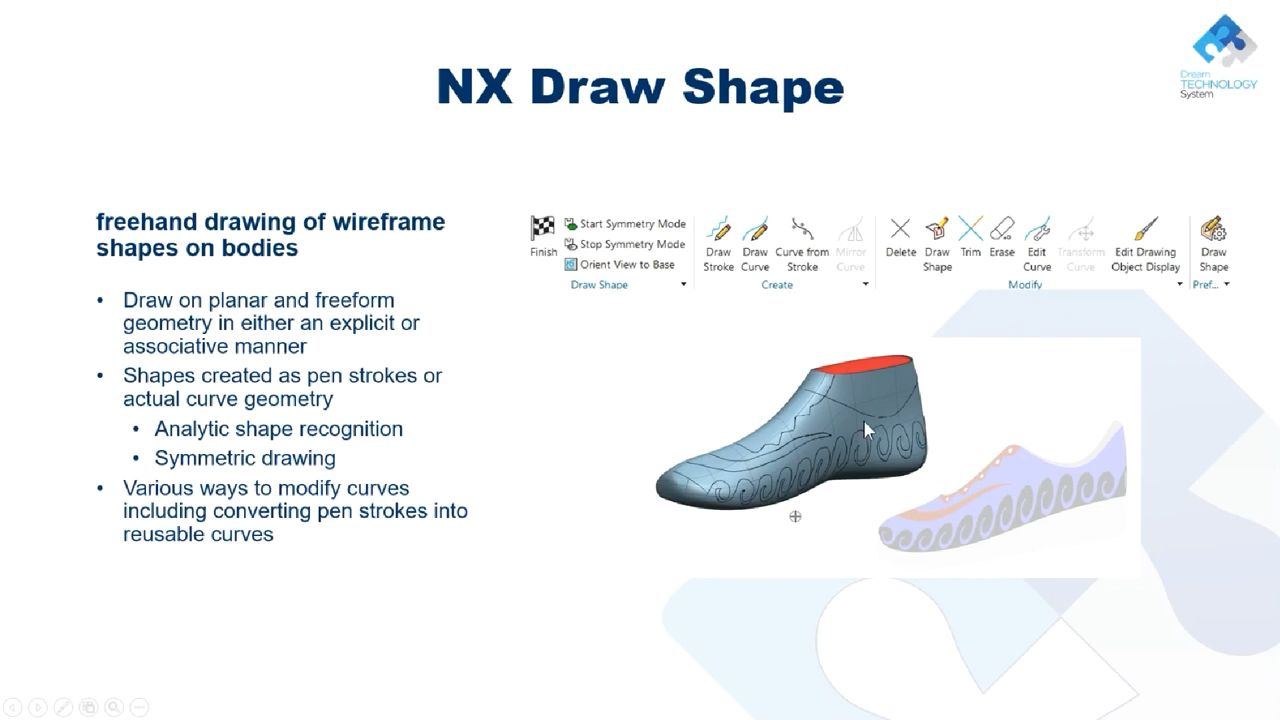 NX Draw Shape
Dream
TECHNOLOGY
System
freehand drawing of wireframe
shapes on bodies
• Draw on planar and freeform
geometry in either an explicit or
associative manner
• Shapes created as pen strokes or
actual curve geometry
• Analytic shape recognition
• Symmetric drawing
• Various ways to modify curves
including converting pen strokes into
reusable curves
Finish
Start Symmetry Mode
Stop Symmetry Mode
Orient View to Base
Draw Shape
Draw
Stroke
Draw
Curve
Curve from
Stroke
Mirror
Curve
Create
Delete
Draw
Shape
Trim
Erase
Edit
Curve
Transform
Curve
Edit Drawing
Object Display
Modify
Draw
Shape
Pref...